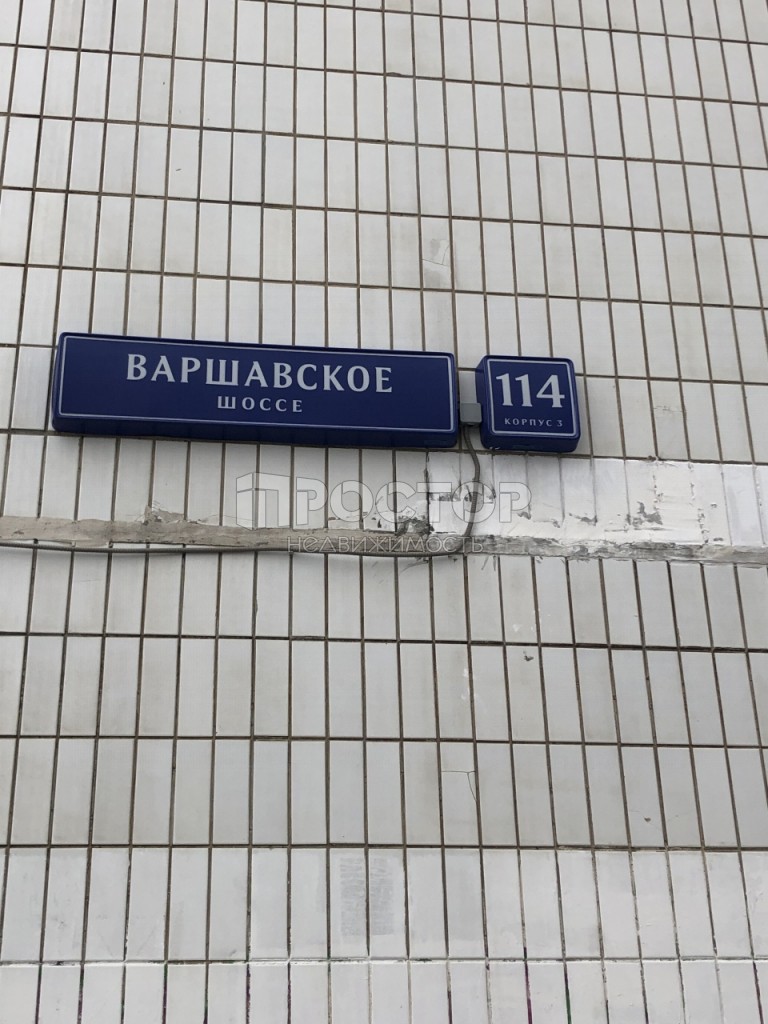 ВАРШАВСКОЕ
ШОССЕ
114
КОРПУС 3
ПРОСТОР
НЕДВИЖИМОСТЬ